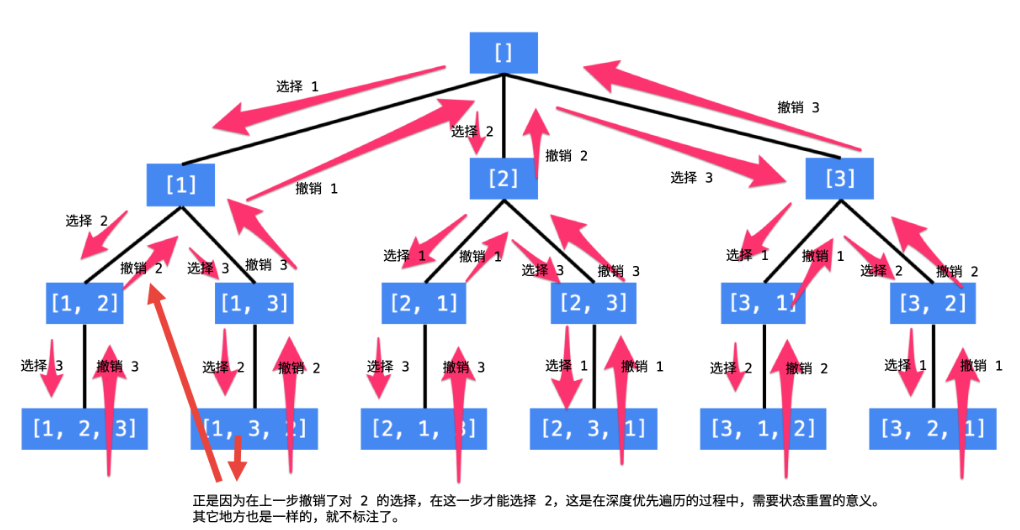 []
选择 1
撤销 3
选择 2
撤销 2
撤销 1
选择 3
[1]
[2]
[3]
选择 2
撤销 2
选择 3
撤销 3
选择 1
撤销 1
选择 3
撤销 3
选择 1
撤销 1
选择 2
撤销 2
[1, 2]
[1, 3]
[2, 1]
[2, 3]
[3, 1]
[3, 2]
选择 3
撤销 3
选择 2
撤销 2
选择 3
撤销 3
选择 1
撤销 1
选择 2
撤销 2
选择 1
撤销 1
[1, 2, 3]
[1, 3, 2]
[2, 1, 3]
[2, 3, 1]
[3, 1, 2]
[3, 2, 1]
正是因为在上一步撤销了对 2 的选择，在这一步才能选择 2，这是在深度优先遍历的过程中，需要状态重置的意义。
其它地方也是一样的，就不标注了。